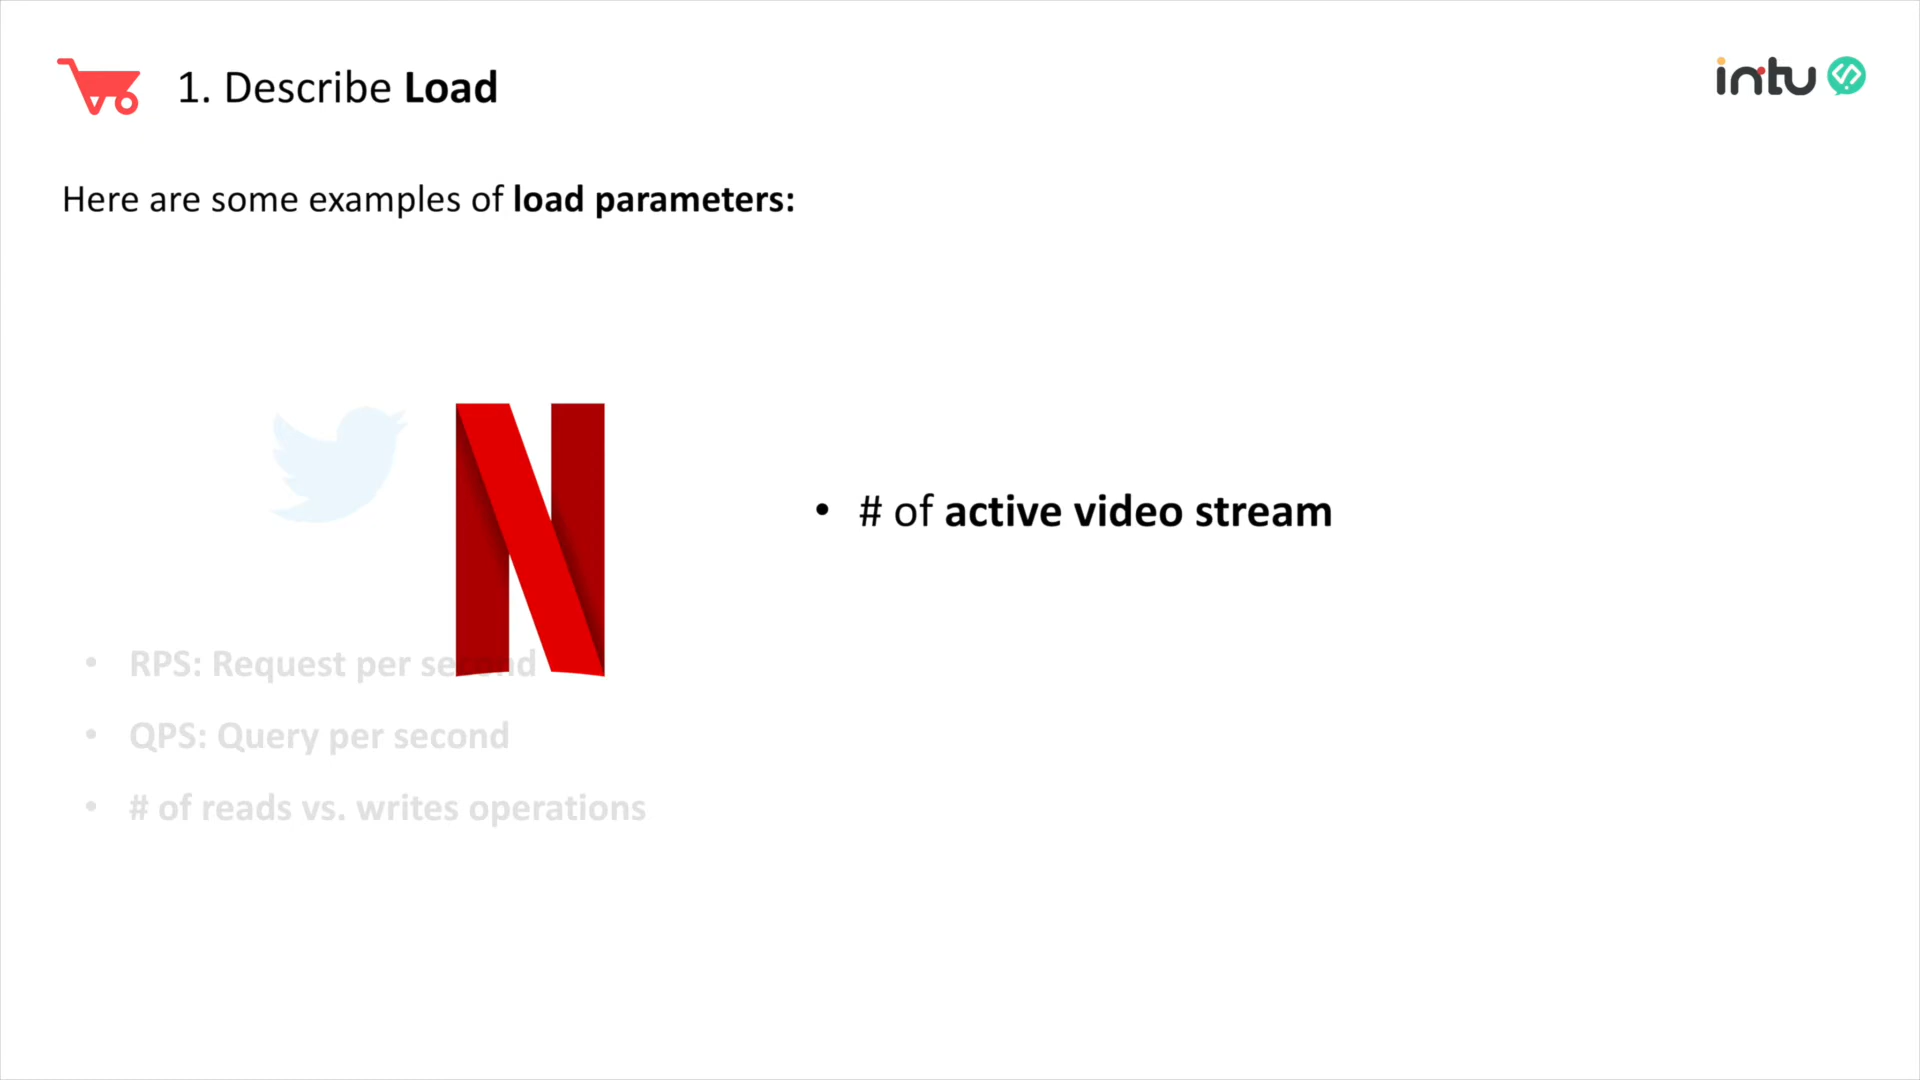 1. Describe Load
intu
Here are some examples of load parameters:
• # of active video stream
• RPS: Request per second
• QPS: Query per second
• # of reads vs. writes operations